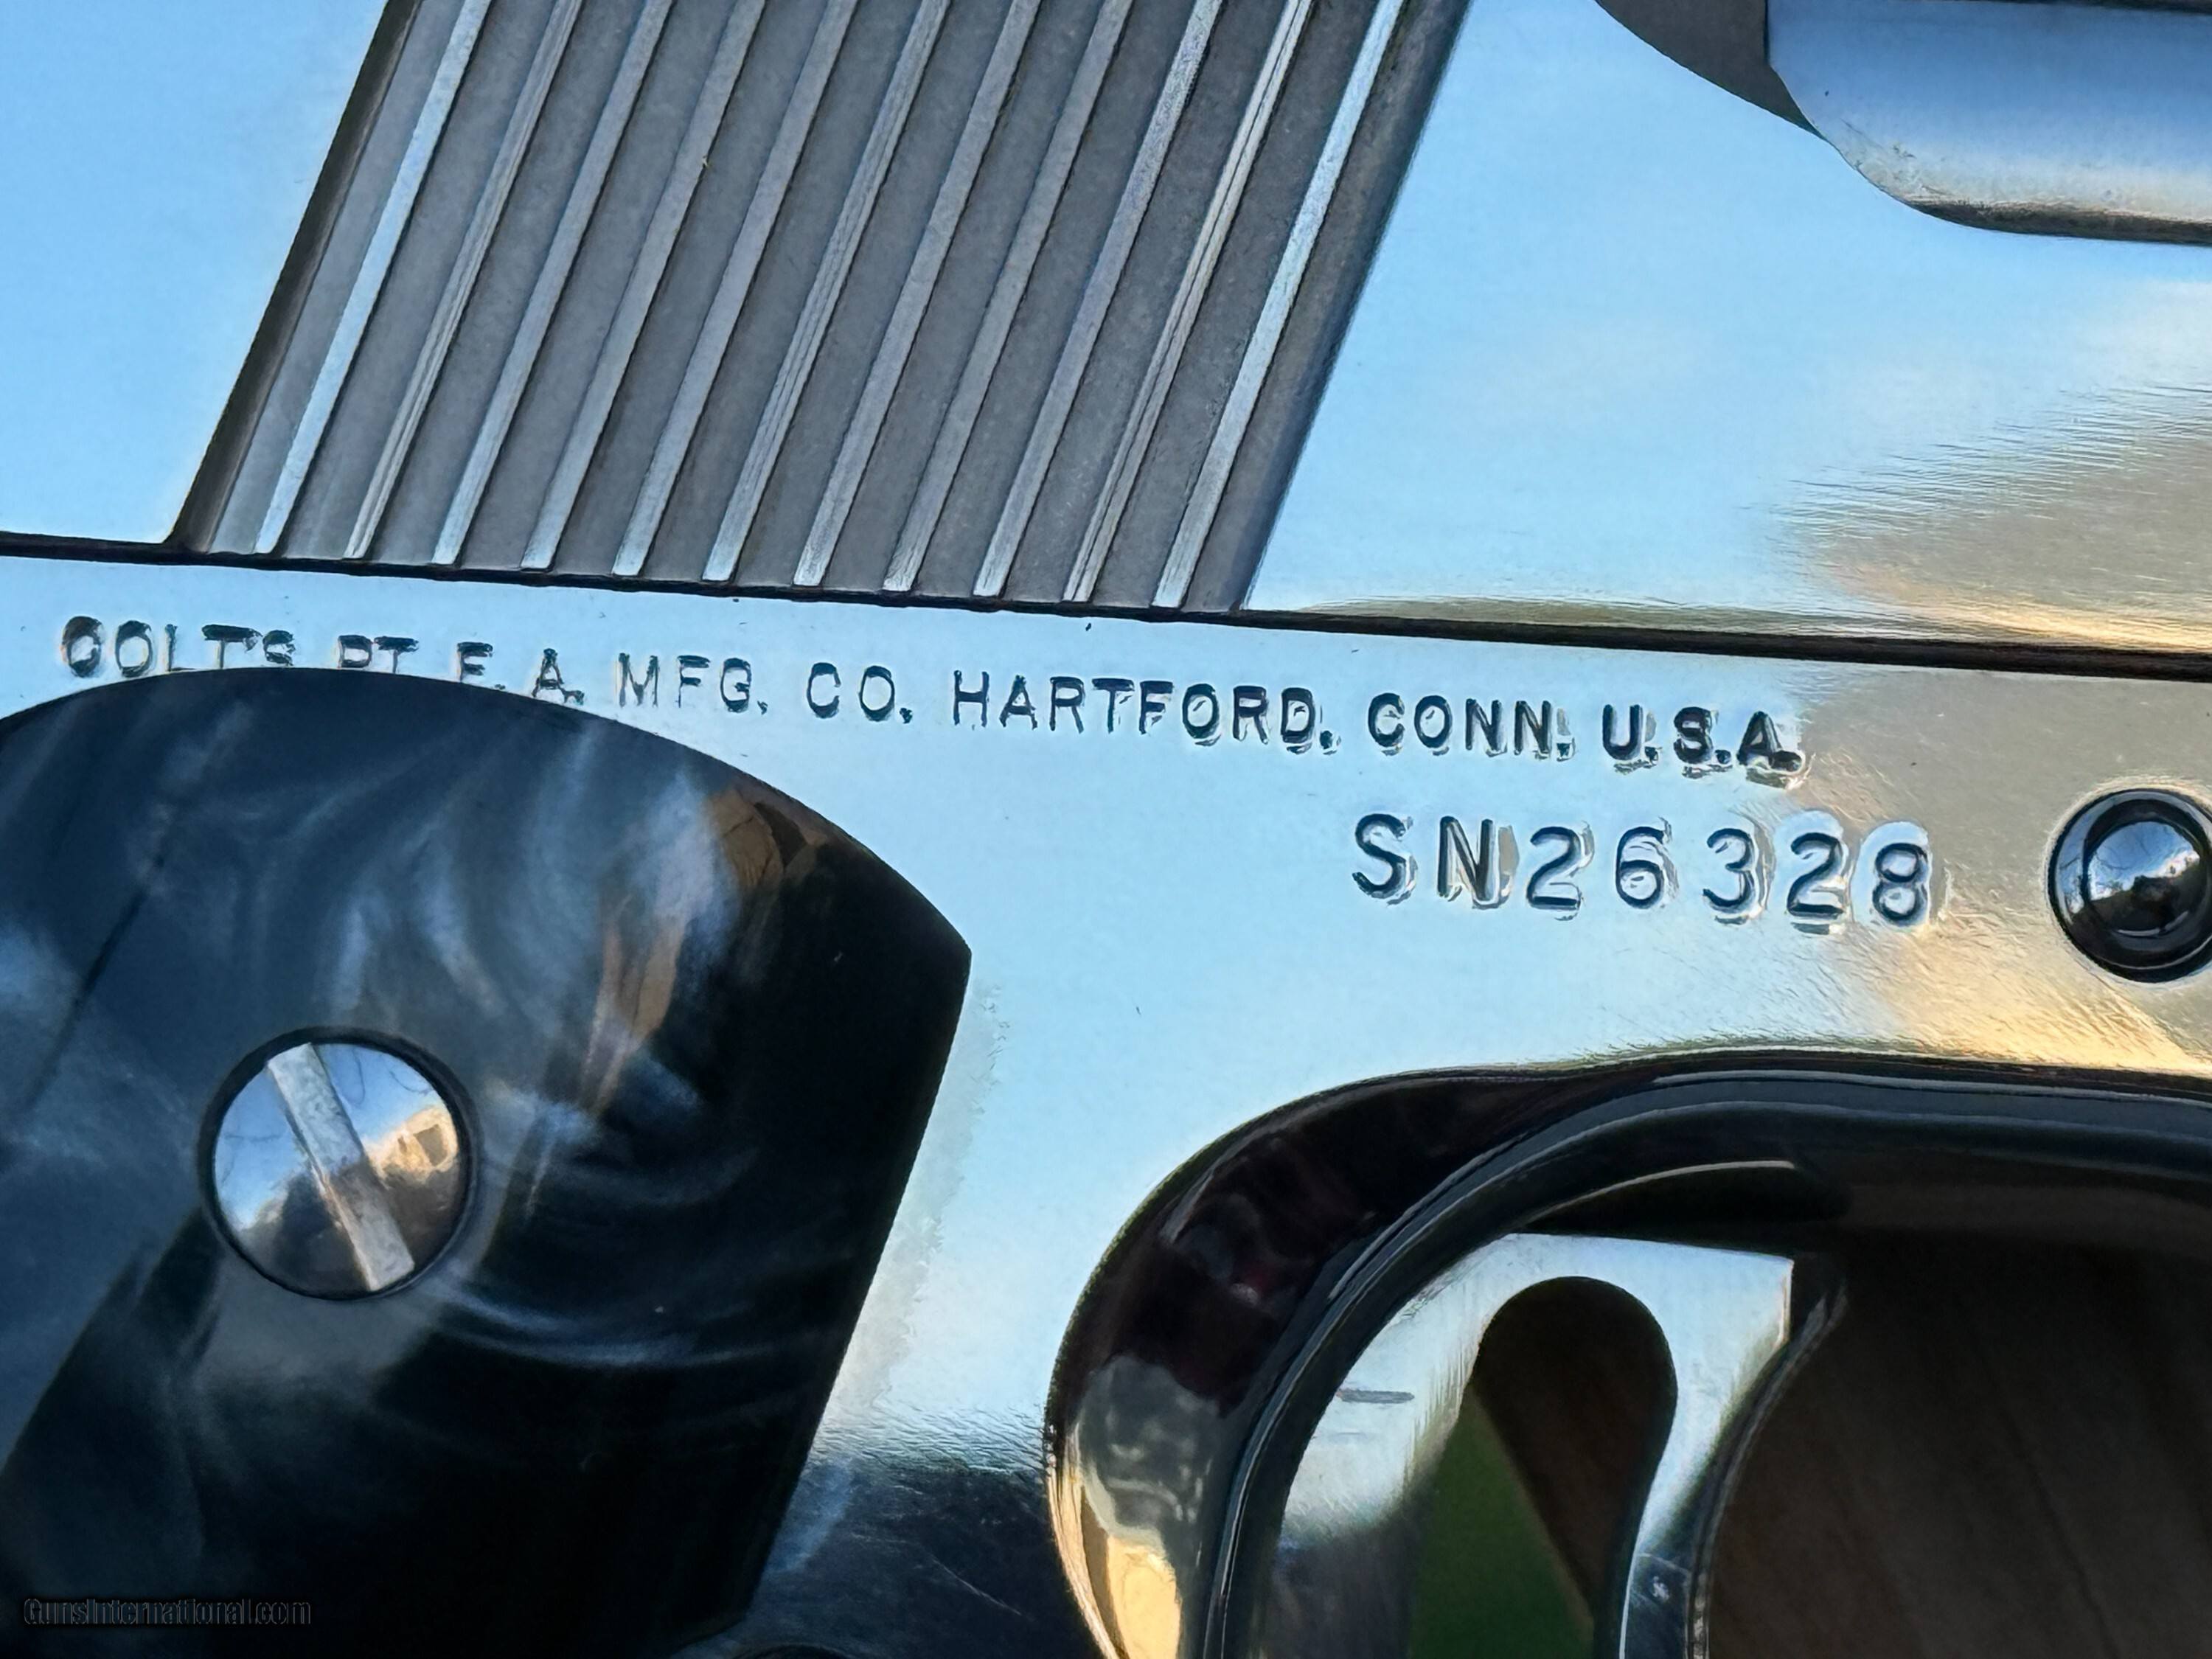 COLT'S PT. F. A. MFG. CO. HARTFORD, CONN. U.S.A.
SN26328
GunsInternational.com